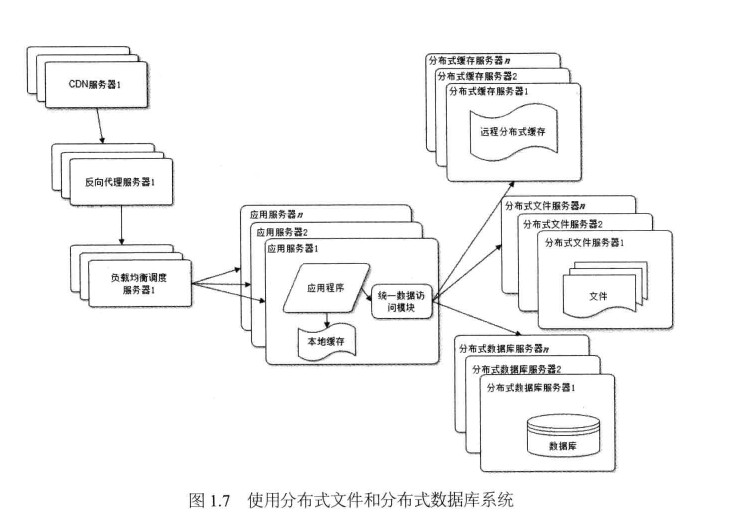 CDN服务器1
反向代理服务器1
负载均衡调度
服务器1
应用服务器n
应用服务器2
应用服务器1
应用程序
统一数据访
问模块
本地缓存
分布式缓存服务器n
分布式缓存服务器2
分布式缓存服务器1
远程分布式缓存
分布式文件服务器n
分布式文件服务器2
分布式文件服务器1
文件
分布式数据库服务器n
分布式数据库服务器2
分布式数据库服务器1
数据库
图 1.7 使用分布式文件和分布式数据库系统